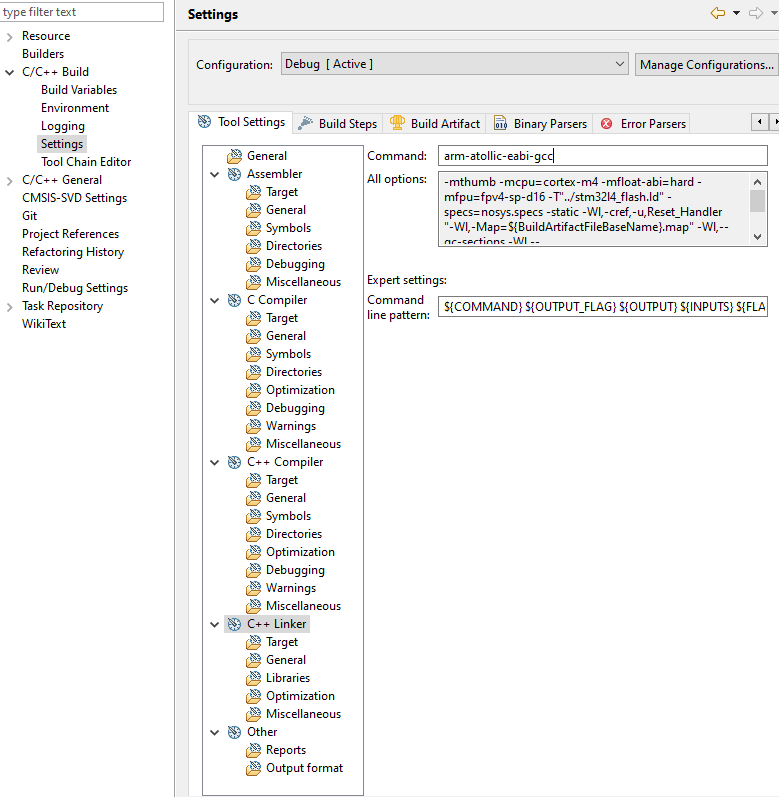 type filter text
Resource
Builders
C/C++ Build
Build Variables
Environment
Logging
Settings
Tool Chain Editor
C/C++ General
CMSIS-SVD Settings
Git
Project References
Refactoring History
Review
Run/Debug Settings
Task Repository
WikiText
Settings
Configuration:
Debug [ Active ]
Manage Configurations...
Tool Settings
Build Steps
Build Artifact
Binary Parsers
Error Parsers
General
Assembler
Target
General
Symbols
Directories
Debugging
Miscellaneous
C Compiler
Target
General
Symbols
Directories
Optimization
Debugging
Warnings
Miscellaneous
C++ Compiler
Target
General
Symbols
Directories
Optimization
Debugging
Warnings
Miscellaneous
C++ Linker
Target
General
Libraries
Optimization
Miscellaneous
Other
Reports
Output format
Command:
arm-atollic-eabi-gcc
All options:
-mthumb -mcpu=cortex-m4 -mfloat-abi=hard -
mfpu=fpv4-sp-d16 -T"../stm32l4_flash.ld" -
specs=nosys.specs -static -Wl,-cref,-u,Reset_Handler
"-Wl,-Map=${BuildArtifactFileBaseName}.map" -Wl,--
gc-sections -Wl,--
Expert settings:
Command
line pattern:
${COMMAND} ${OUTPUT_FLAG} ${OUTPUT} ${INPUTS} ${FLA